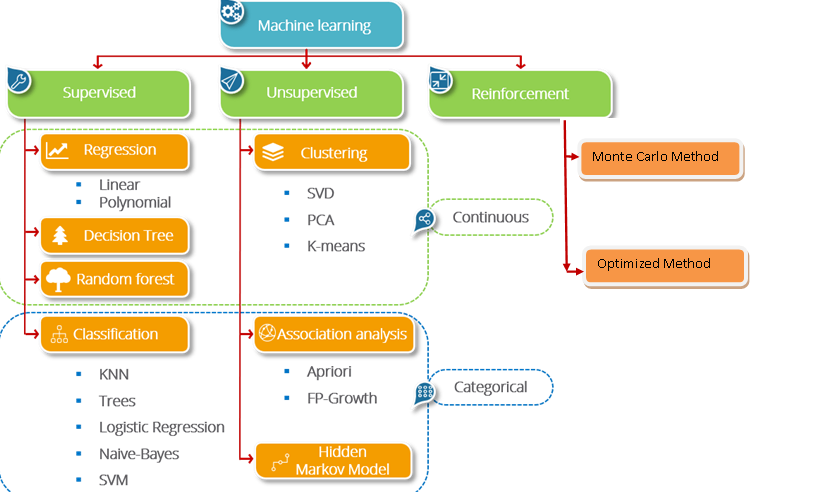 Machine learning
Supervised
Unsupervised
Reinforcement
Regression
Linear
Polynomial
Decision Tree
Random forest
Clustering
SVD
PCA
K-means
Continuous
Monte Carlo Method
Optimized Method
Classification
KNN
Trees
Logistic Regression
Naive-Bayes
SVM
Association analysis
Apriori
FP-Growth
Hidden
Markov Model
Categorical